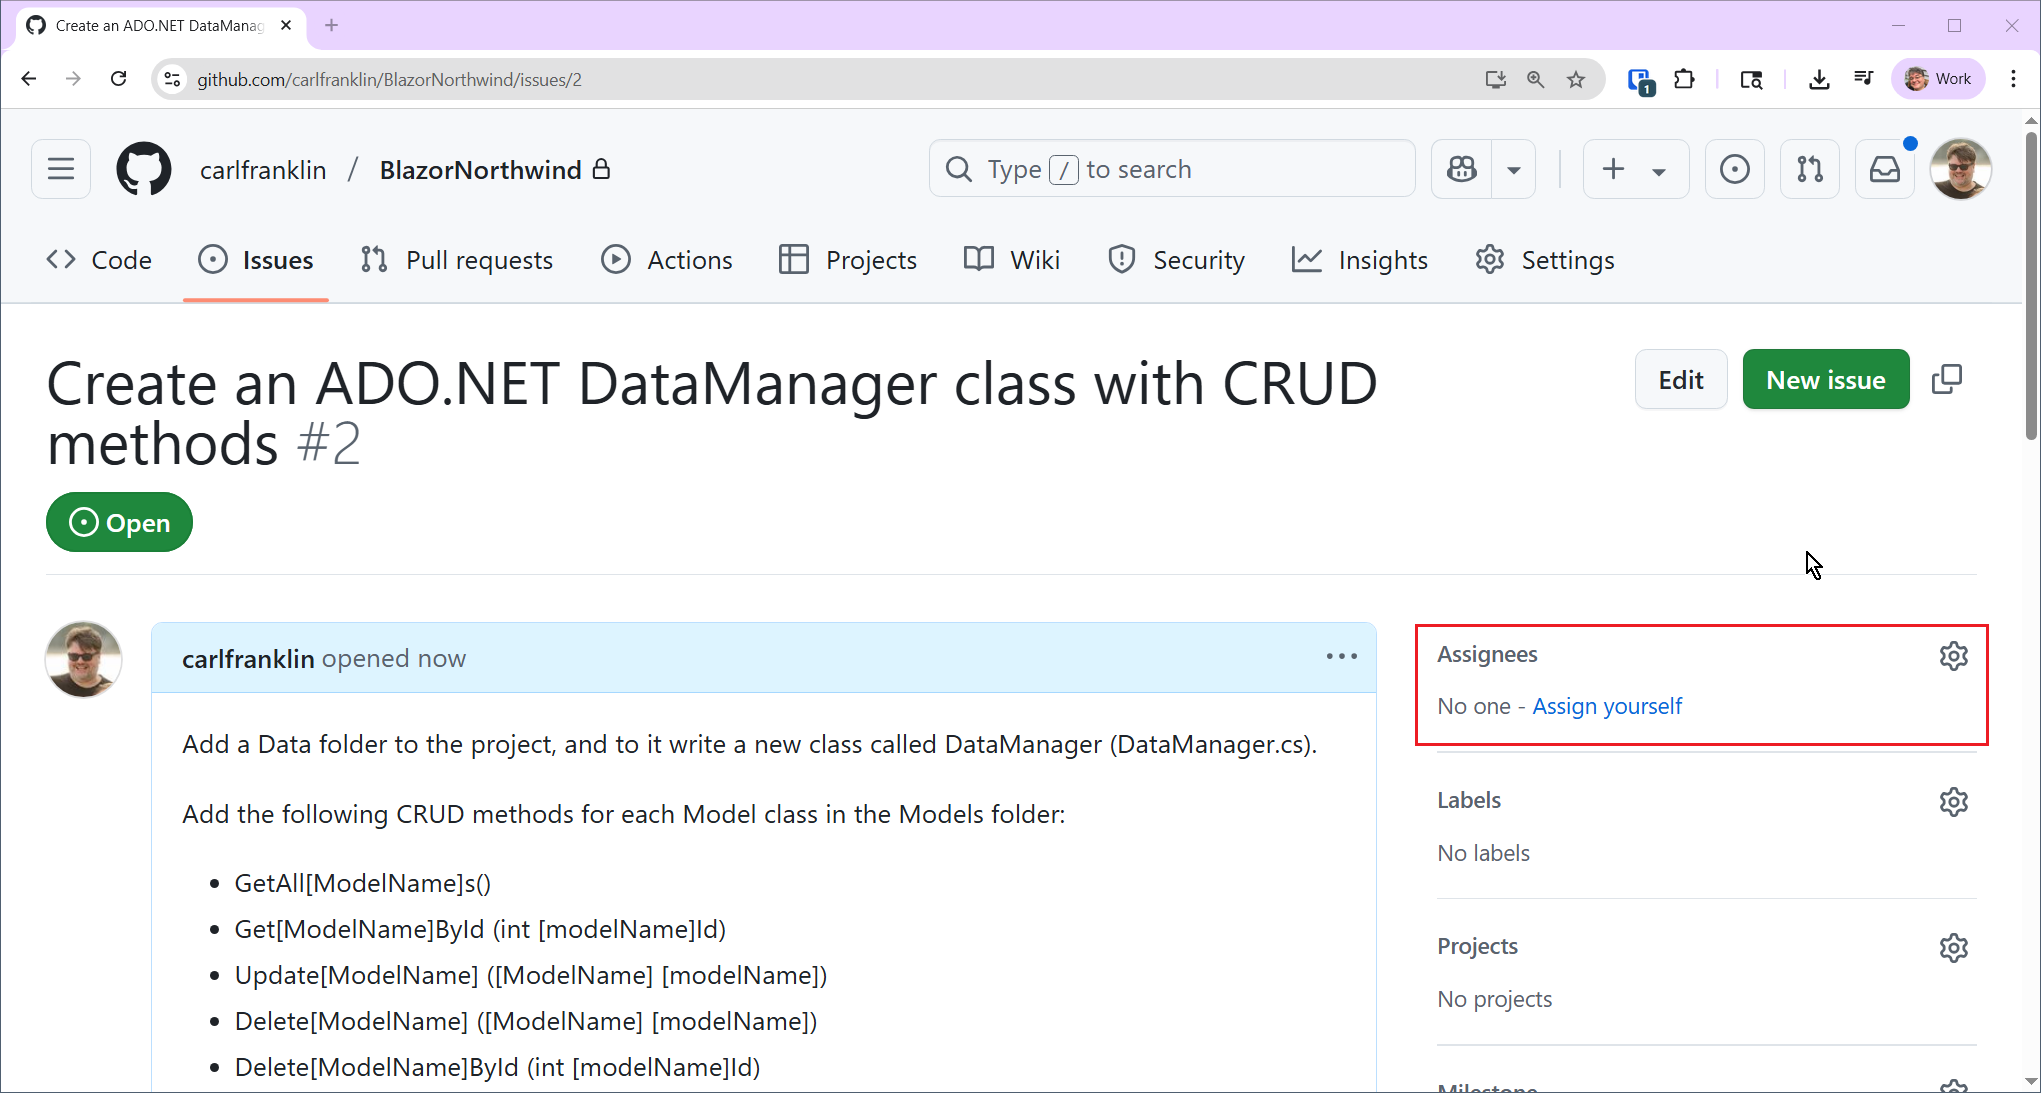 Create an ADO.NET DataManag
github.com/carlfranklin/BlazorNorthwind/issues/2
1
Work
carlfranklin / BlazorNorthwind
Type / to search
Code
Issues
Pull requests
Actions
Projects
Wiki
Security
Insights
Settings
Create an ADO.NET DataManager class with CRUD
methods #2
Edit
New issue
Open
carlfranklin opened now
Add a Data folder to the project, and to it write a new class called DataManager (DataManager.cs).
Add the following CRUD methods for each Model class in the Models folder:
• GetAll[ModelName]s()
• Get[ModelName]ById (int [modelName]Id)
• Update[ModelName] ([ModelName] [modelName])
• Delete[ModelName] ([ModelName] [modelName])
• Delete[ModelName]ById (int [modelName]Id)
Assignees
No one - Assign yourself
Labels
No labels
Projects
No projects
Milestone